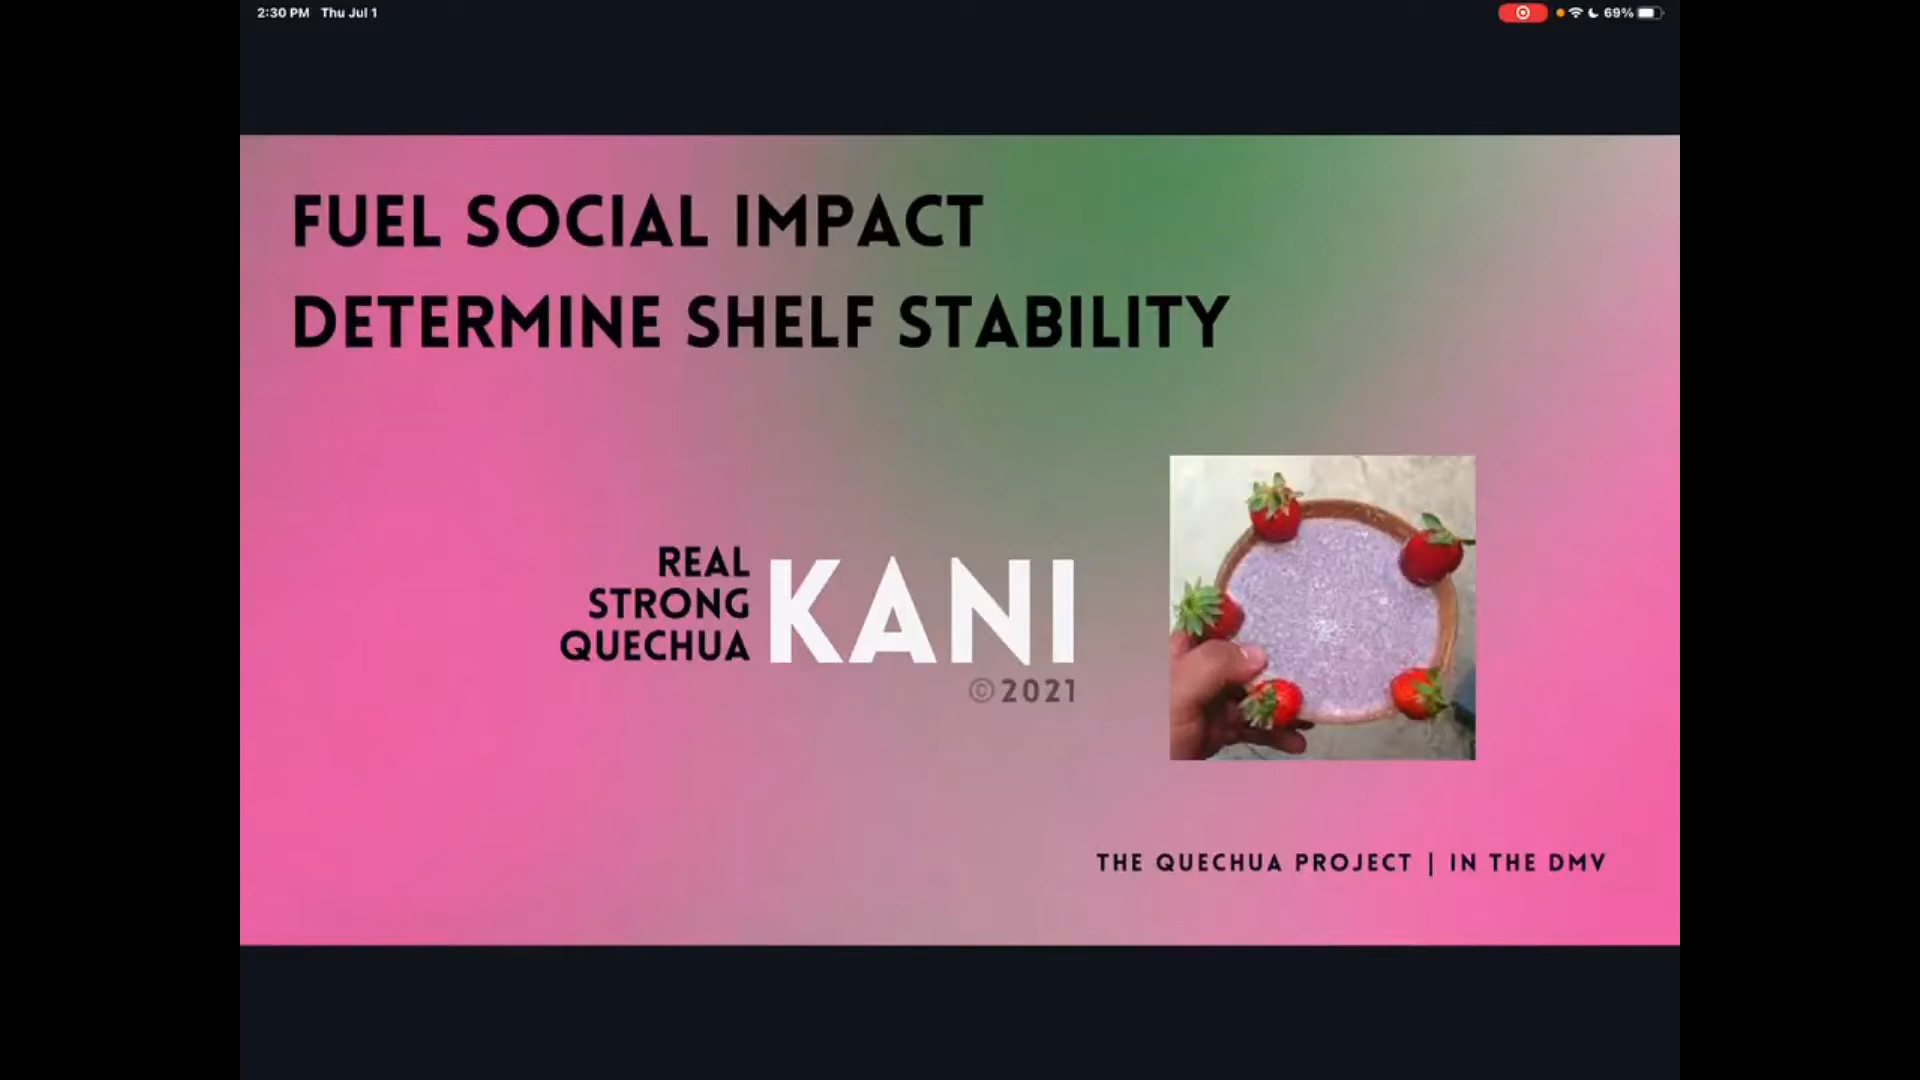 2:30 PM Thu Jul 1
69%
FUEL SOCIAL IMPACT
DETERMINE SHELF STABILITY
REAL
STRONG
QUECHUA
KANI
©2021
THE QUECHUA PROJECT | IN THE DMV